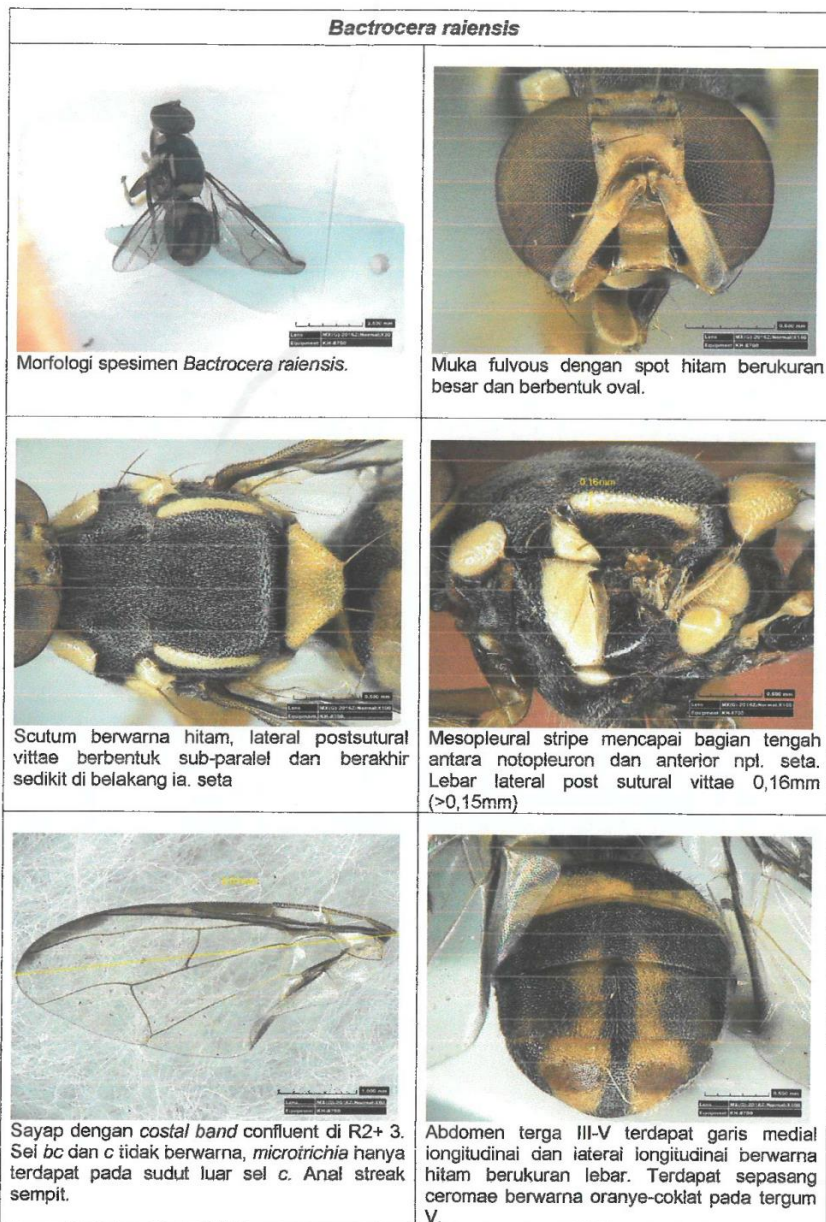 Bactrocera raiensis
Morfologi spesimen Bactrocera raiensis.
Muka fulvous dengan spot hitam berukuran
besar dan berbentuk oval.
0,16mm
Scutum berwarna hitam, lateral postsutural
vittae berbentuk sub-paralel dan berakhir
sedikit di belakang ia. seta
Mesopleural stripe mencapai bagian tengah
antara notopleuron dan anterior npl. seta.
Lebar lateral post sutural vittae 0,16mm
(>0,15mm)
Sayap dengan costal band confluent di R2+ 3.
Sel bc dan c tidak berwarna, microtrichia hanya
terdapat pada sudut luar sel c. Anal streak
sempit.
Abdomen terga III-V terdapat garis medial
longitudinal dan lateral longitudinal berwarna
hitam berukuran lebar. Terdapat sepasang
ceromae berwarna oranye-coklat pada tergum
V.